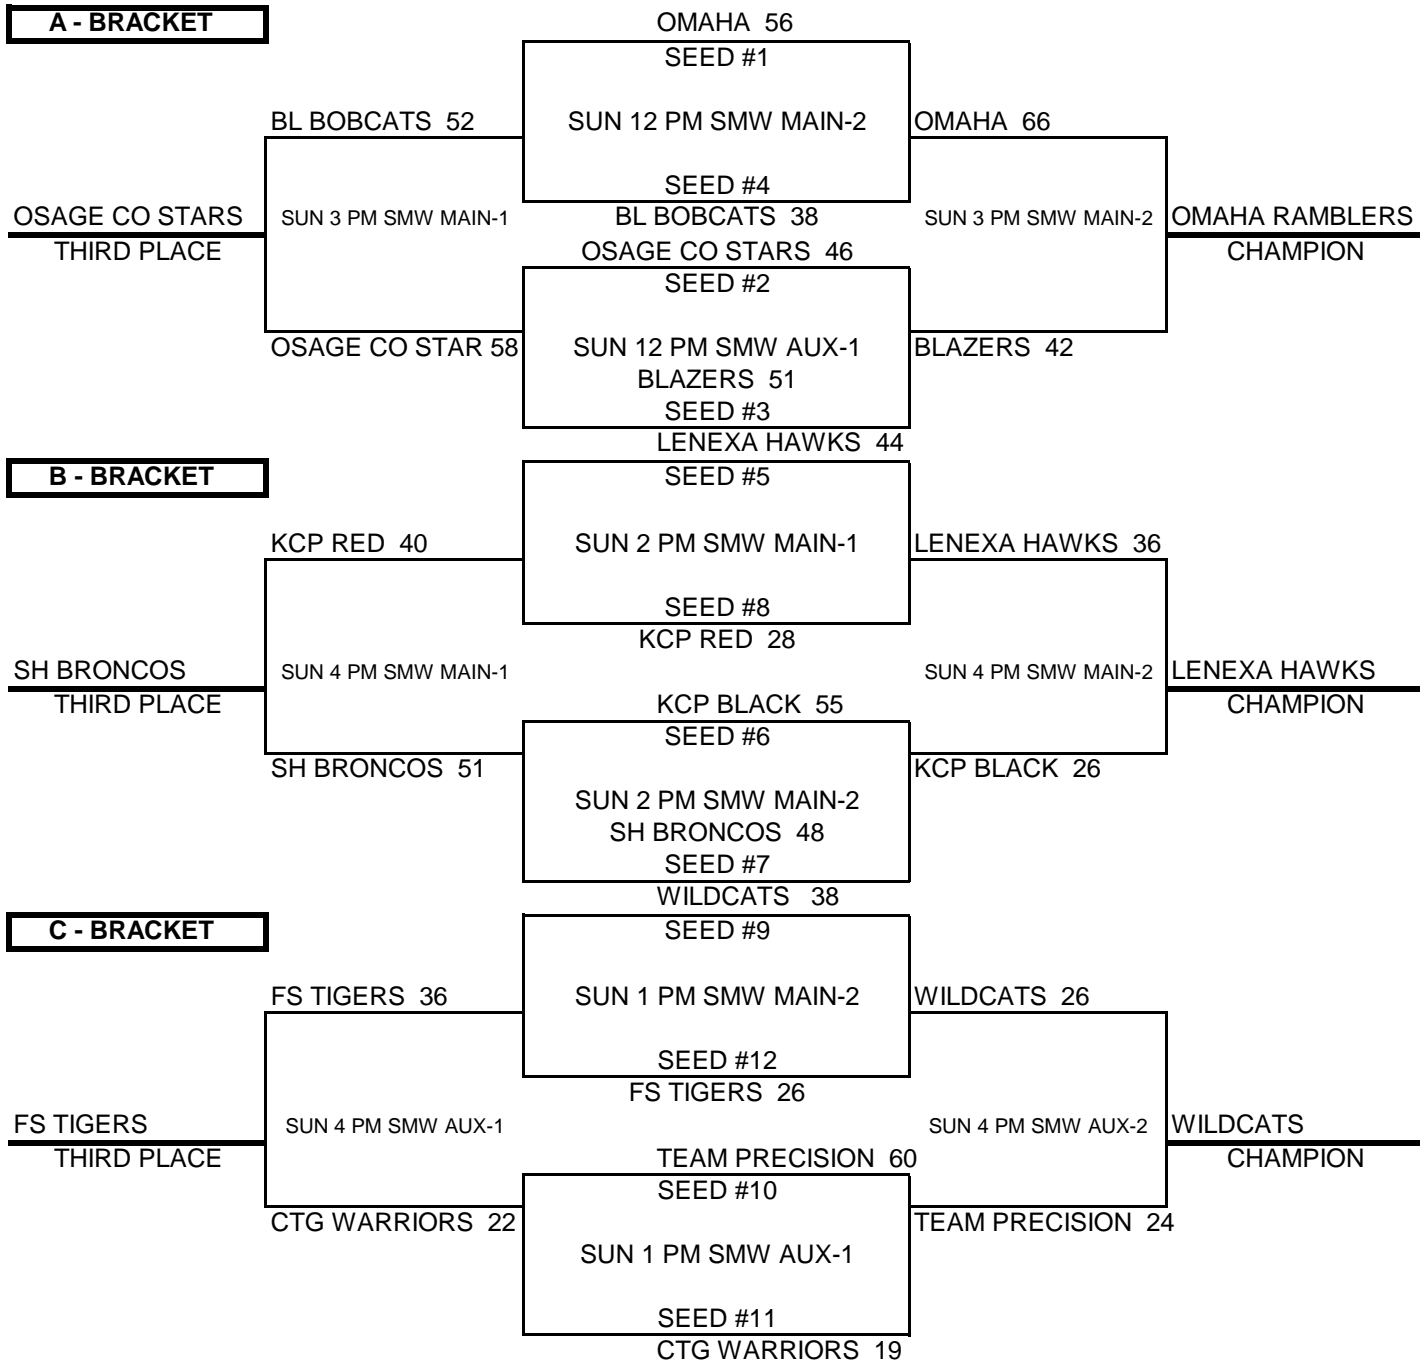 A - BRACKET
OMAHA  56
SEED #1
BL BOBCATS  52
SUN 12 PM SMW MAIN-2
OMAHA  66
SEED #4
OSAGE CO STARS
SUN 3 PM SMW MAIN-1
BL BOBCATS  38
SUN 3 PM SMW MAIN-2
OMAHA RAMBLERS
THIRD PLACE
OSAGE CO STARS  46
CHAMPION
SEED #2
OSAGE CO STAR 58
SUN 12 PM SMW AUX-1
BLAZERS  42
BLAZERS  51
SEED #3
LENEXA HAWKS  44
B - BRACKET
SEED #5
KCP RED  40
SUN 2 PM SMW MAIN-1
LENEXA HAWKS  36
SEED #8
KCP RED  28
SH BRONCOS
SUN 4 PM SMW MAIN-1
SUN 4 PM SMW MAIN-2
LENEXA HAWKS
THIRD PLACE
KCP BLACK  55
CHAMPION
SEED #6
SH BRONCOS  51
KCP BLACK  26
SUN 2 PM SMW MAIN-2
SH BRONCOS  48
SEED #7
WILDCATS   38
C - BRACKET
SEED #9
FS TIGERS  36
SUN 1 PM SMW MAIN-2
WILDCATS  26
SEED #12
FS TIGERS  26
FS TIGERS
SUN 4 PM SMW AUX-1
SUN 4 PM SMW AUX-2
WILDCATS
THIRD PLACE
TEAM PRECISION  60
CHAMPION
SEED #10
CTG WARRIORS  22
TEAM PRECISION  24
SUN 1 PM SMW AUX-1
SEED #11
CTG WARRIORS  19